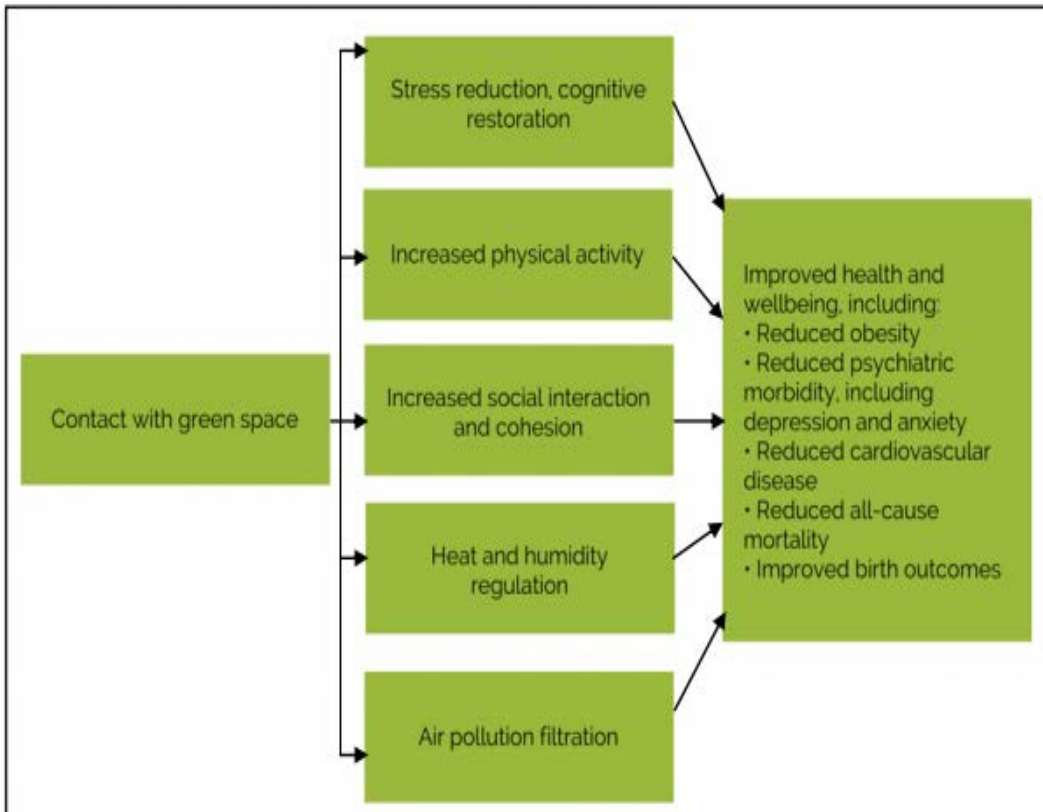 Stress reduction, cognitive
restoration
Increased physical activity
Contact with green space
Increased social interaction
and cohesion
Heat and humidity
regulation
Air pollution filtration
Improved health and
wellbeing, including:
• Reduced obesity
• Reduced psychiatric
morbidity, including
depression and anxiety
• Reduced cardiovascular
disease
• Reduced all-cause
mortality
• Improved birth outcomes